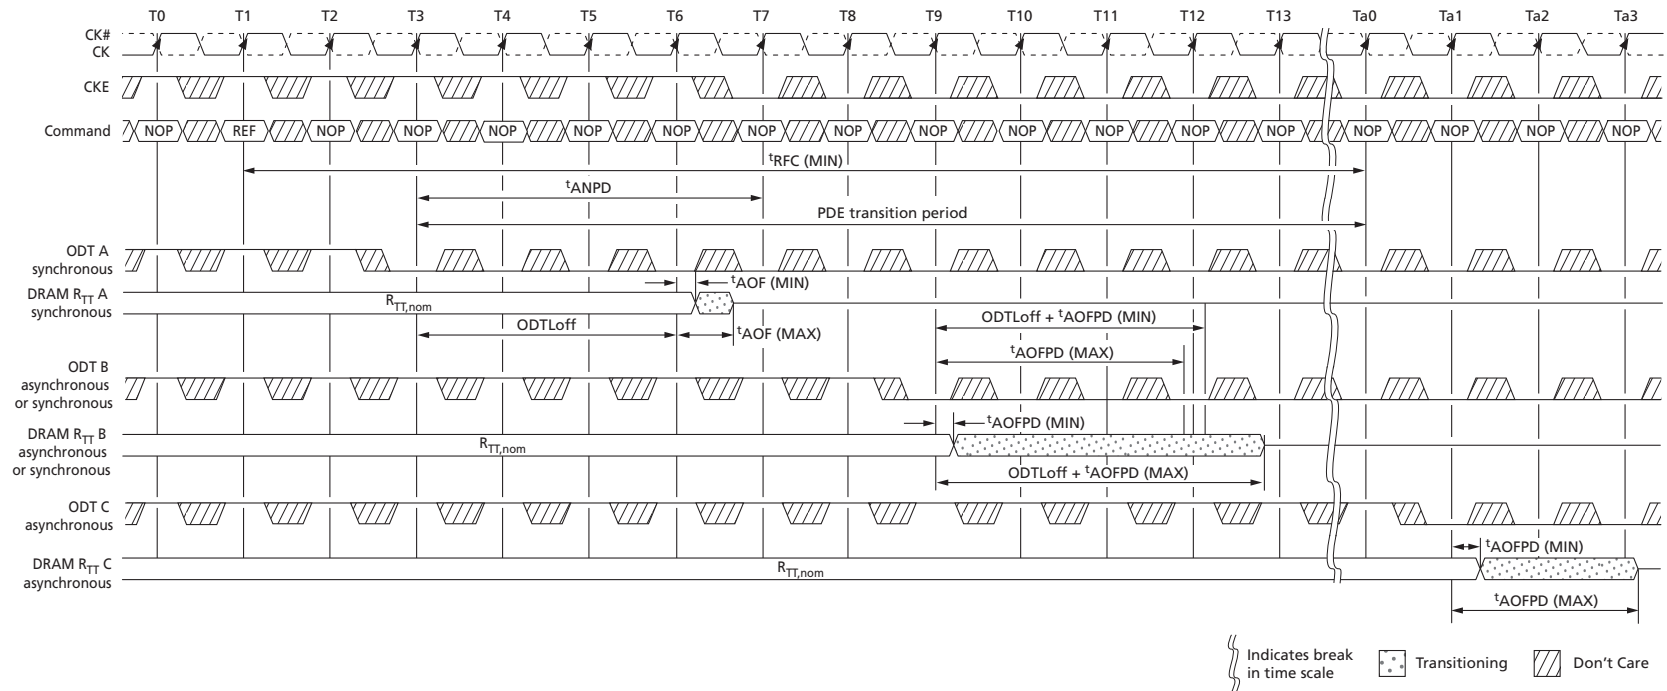 T0 T1 T2 T3 T4 T5 T6 T7 T8 T9 T10 T11 T12 T13 Ta0 Ta1 Ta2 Ta3
CK#
CK
CKE
Command NOP REF NOP NOP NOP NOP NOP NOP NOP NOP NOP NOP NOP NOP NOP NOP NOP NOP
tRFC (MIN)
tANPD
PDE transition period
ODT A
synchronous
tAOF (MIN)
DRAM RTT A
synchronous
RTT,nom
ODTLoff + tAOFPD (MIN)
ODTLoff
tAOF (MAX)
tAOFPD (MAX)
ODT B
asynchronous
or synchronous
tAOFPD (MIN)
DRAM RTT B
asynchronous
or synchronous
RTT,nom
ODTLoff + tAOFPD (MAX)
ODT C
asynchronous
tAOFPD (MIN)
DRAM RTT C
asynchronous
RTT,nom
tAOFPD (MAX)
Indicates break
in time scale
Transitioning
Don't Care